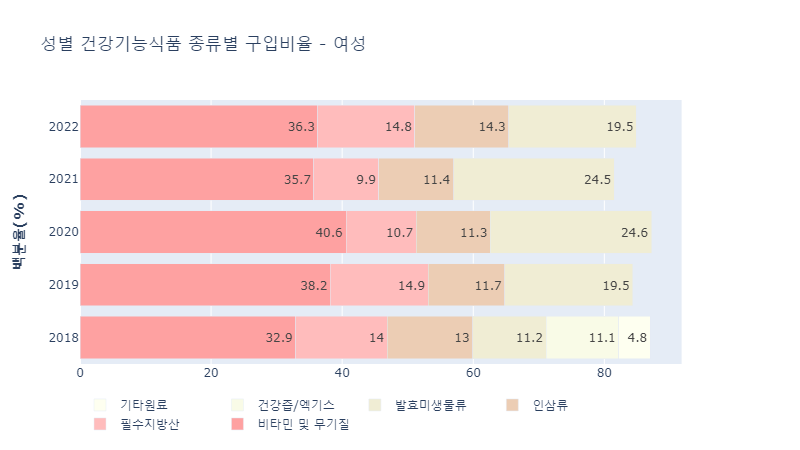 성별 건강기능식품 종류별 구입비율 - 여성
백분율(%)
2022 36.3 14.8 14.3 19.5
2021 35.7 9.9 11.4 24.5
2020 40.6 10.7 11.3 24.6
2019 38.2 14.9 11.7 19.5
2018 32.9 14 13 11.2 11.1 4.8
0 20 40 60 80
기타원료 건강즙/엑기스 발효미생물류 인삼류
필수지방산 비타민 및 무기질